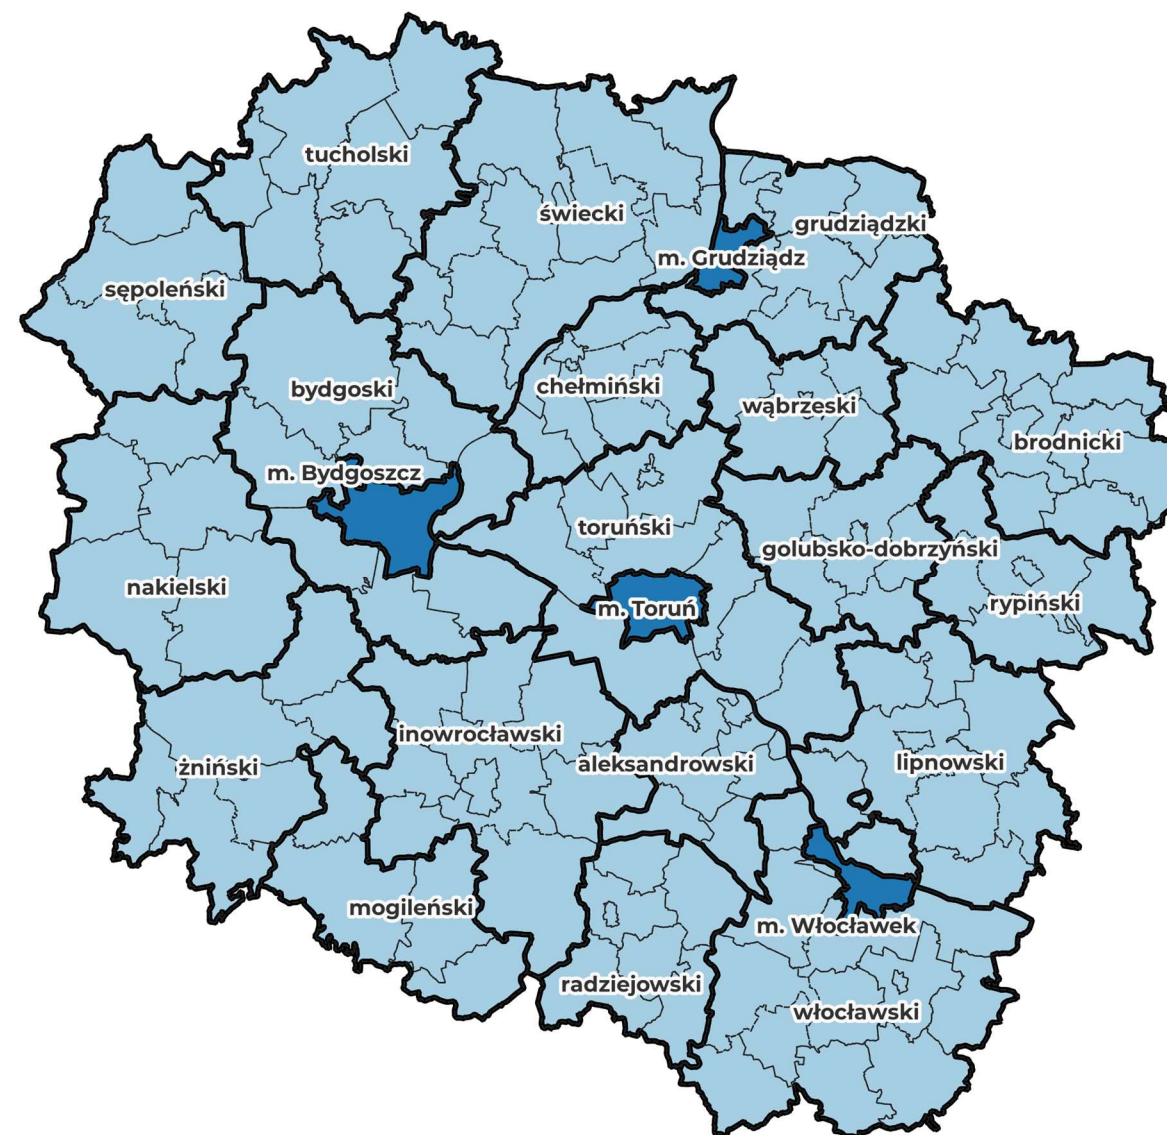 tucholski
świecki
grudziądzki
m. Grudziądz
sępoleński
bydgoski
chełmiński
wąbrzeski
brodnicki
m. Bydgoszcz
toruński
golubsko-dobrzyński
nakielski
m. Toruń
rypiński
inowrocławski
żniński
aleksandrowski
lipnowski
mogileński
m. Włocławek
radziejowski
włocławski